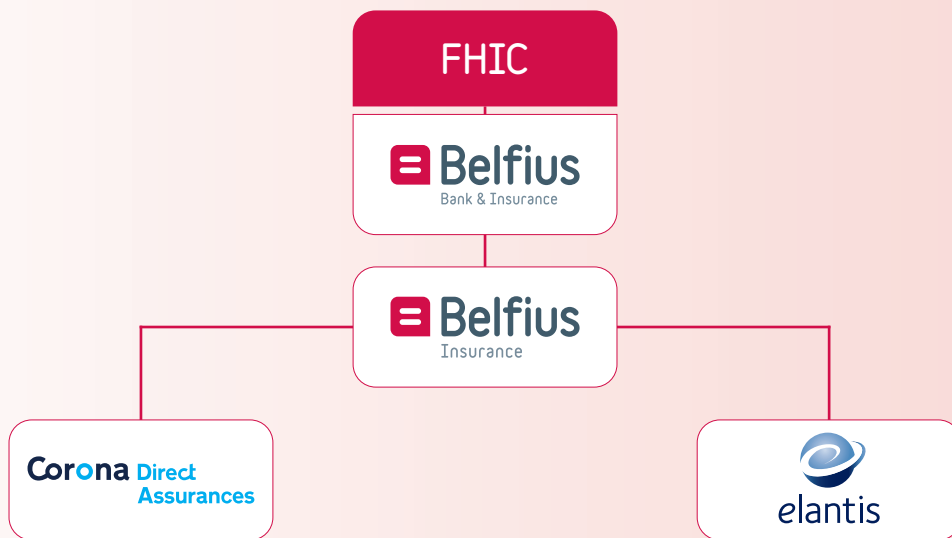 FHIC
Belfius
Bank & Insurance
Belfius
Insurance
Corona Direct
Assurances
elantis